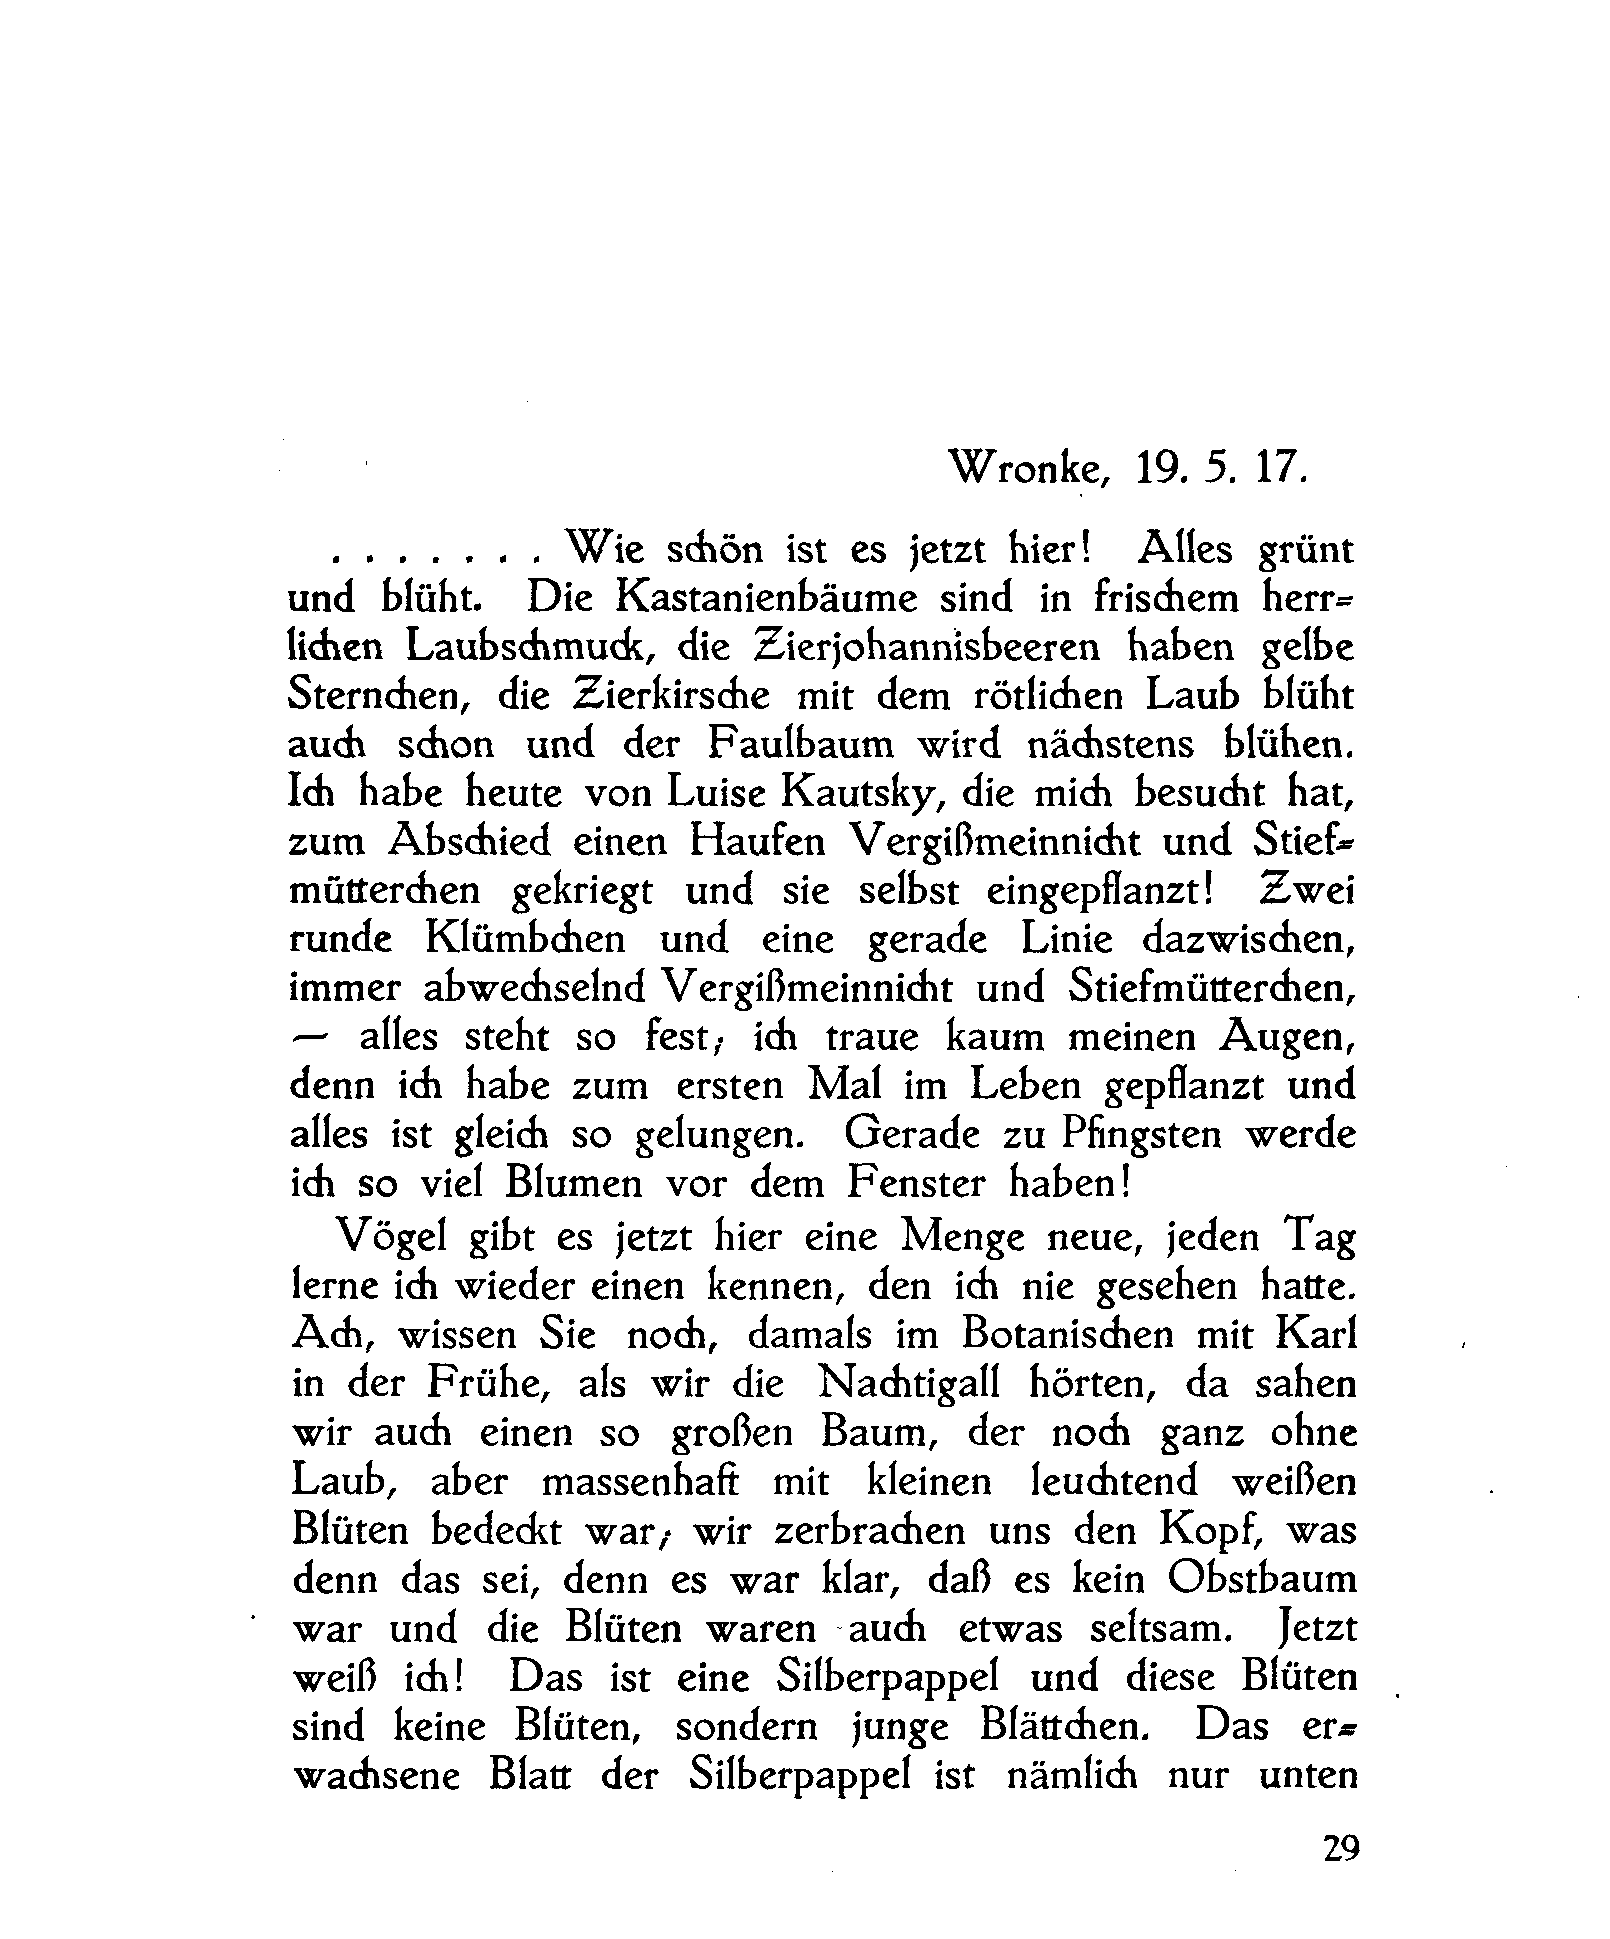 Wronke, 19. 5. 17.
. . . . . . . Wie schön ist es jetzt hier! Alles grünt
und blüht. Die Kastanienbäume sind in frischem herr=
lichen Laubschmuck, die Zierjohannisbeeren haben gelbe
Sternchen, die Zierkirsche mit dem rötlichen Laub blüht
auch schon und der Faulbaum wird nächstens blühen.
Ich habe heute von Luise Kautsky, die mich besucht hat,
zum Abschied einen Haufen Vergißmeinnicht und Stief=
mütterchen gekriegt und sie selbst eingepflanzt! Zwei
runde Klümbchen und eine gerade Linie dazwischen,
immer abwechselnd Vergißmeinnicht und Stiefmütterchen,
— alles steht so fest; ich traue kaum meinen Augen,
denn ich habe zum ersten Mal im Leben gepflanzt und
alles ist gleich so gelungen. Gerade zu Pfingsten werde
ich so viel Blumen vor dem Fenster haben!
Vögel gibt es jetzt hier eine Menge neue, jeden Tag
lerne ich wieder einen kennen, den ich nie gesehen hatte.
Ach, wissen Sie noch, damals im Botanischen mit Karl
in der Frühe, als wir die Nachtigall hörten, da sahen
wir auch einen so großen Baum, der noch ganz ohne
Laub, aber massenhaft mit kleinen leuchtend weißen
Blüten bedeckt war; wir zerbrachen uns den Kopf, was
denn das sei, denn es war klar, daß es kein Obstbaum
war und die Blüten waren auch etwas seltsam. Jetzt
weiß ich! Das ist eine Silberpappel und diese Blüten
sind keine Blüten, sondern junge Blättchen. Das er=
wachsene Blatt der Silberpappel ist nämlich nur unten
29